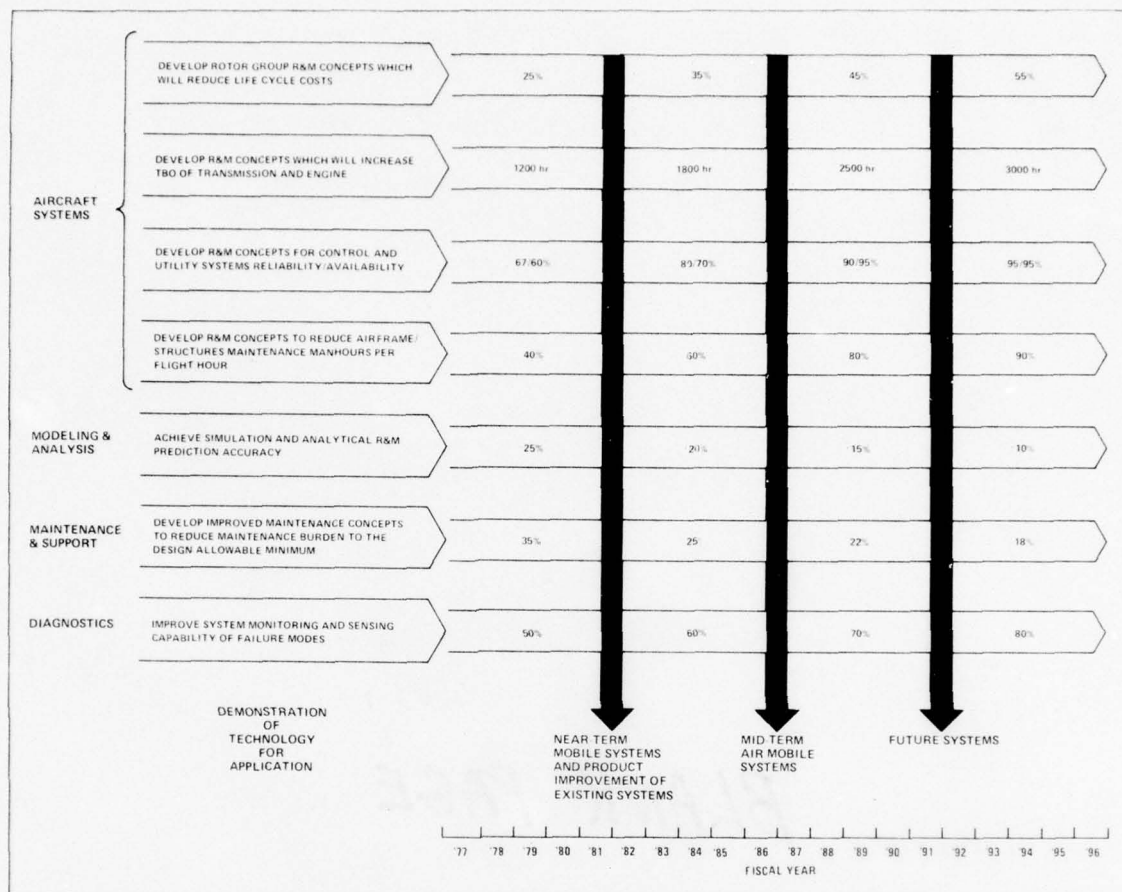 DEVELOP ROTOR GROUP R&M CONCEPTS WHICH
WILL REDUCE LIFE CYCLE COSTS
25%
35%
45%
55%
AIRCRAFT
SYSTEMS
DEVELOP R&M CONCEPTS WHICH WILL INCREASE
TBO OF TRANSMISSION AND ENGINE
1200 hr
1800 hr
2500 hr
3000 hr
DEVELOP R&M CONCEPTS FOR CONTROL AND
UTILITY SYSTEMS RELIABILITY/AVAILABILITY
67/60%
80/70%
90/95%
95/95%
DEVELOP R&M CONCEPTS TO REDUCE AIRFRAME/
STRUCTURES MAINTENANCE MANHOURS PER
FLIGHT HOUR
40%
60%
80%
90%
MODELING &
ANALYSIS
ACHIEVE SIMULATION AND ANALYTICAL R&M
PREDICTION ACCURACY
25%
20%
15%
10%
MAINTENANCE
& SUPPORT
DEVELOP IMPROVED MAINTENANCE CONCEPTS
TO REDUCE MAINTENANCE BURDEN TO THE
DESIGN ALLOWABLE MINIMUM
35%
25
22%
18%
DIAGNOSTICS
IMPROVE SYSTEM MONITORING AND SENSING
CAPABILITY OF FAILURE MODES
50%
60%
70%
80%
DEMONSTRATION
OF
TECHNOLOGY
FOR
APPLICATION
NEAR TERM
MOBILE SYSTEMS
AND PRODUCT
IMPROVEMENT OF
EXISTING SYSTEMS
MID TERM
AIR MOBILE
SYSTEMS
FUTURE SYSTEMS
'77 '78 '79 '80 '81 '82 '83 '84 '85 '86 '87 '88 '89 '90 '91 '92 '93 '94 '95 '96
FISCAL YEAR